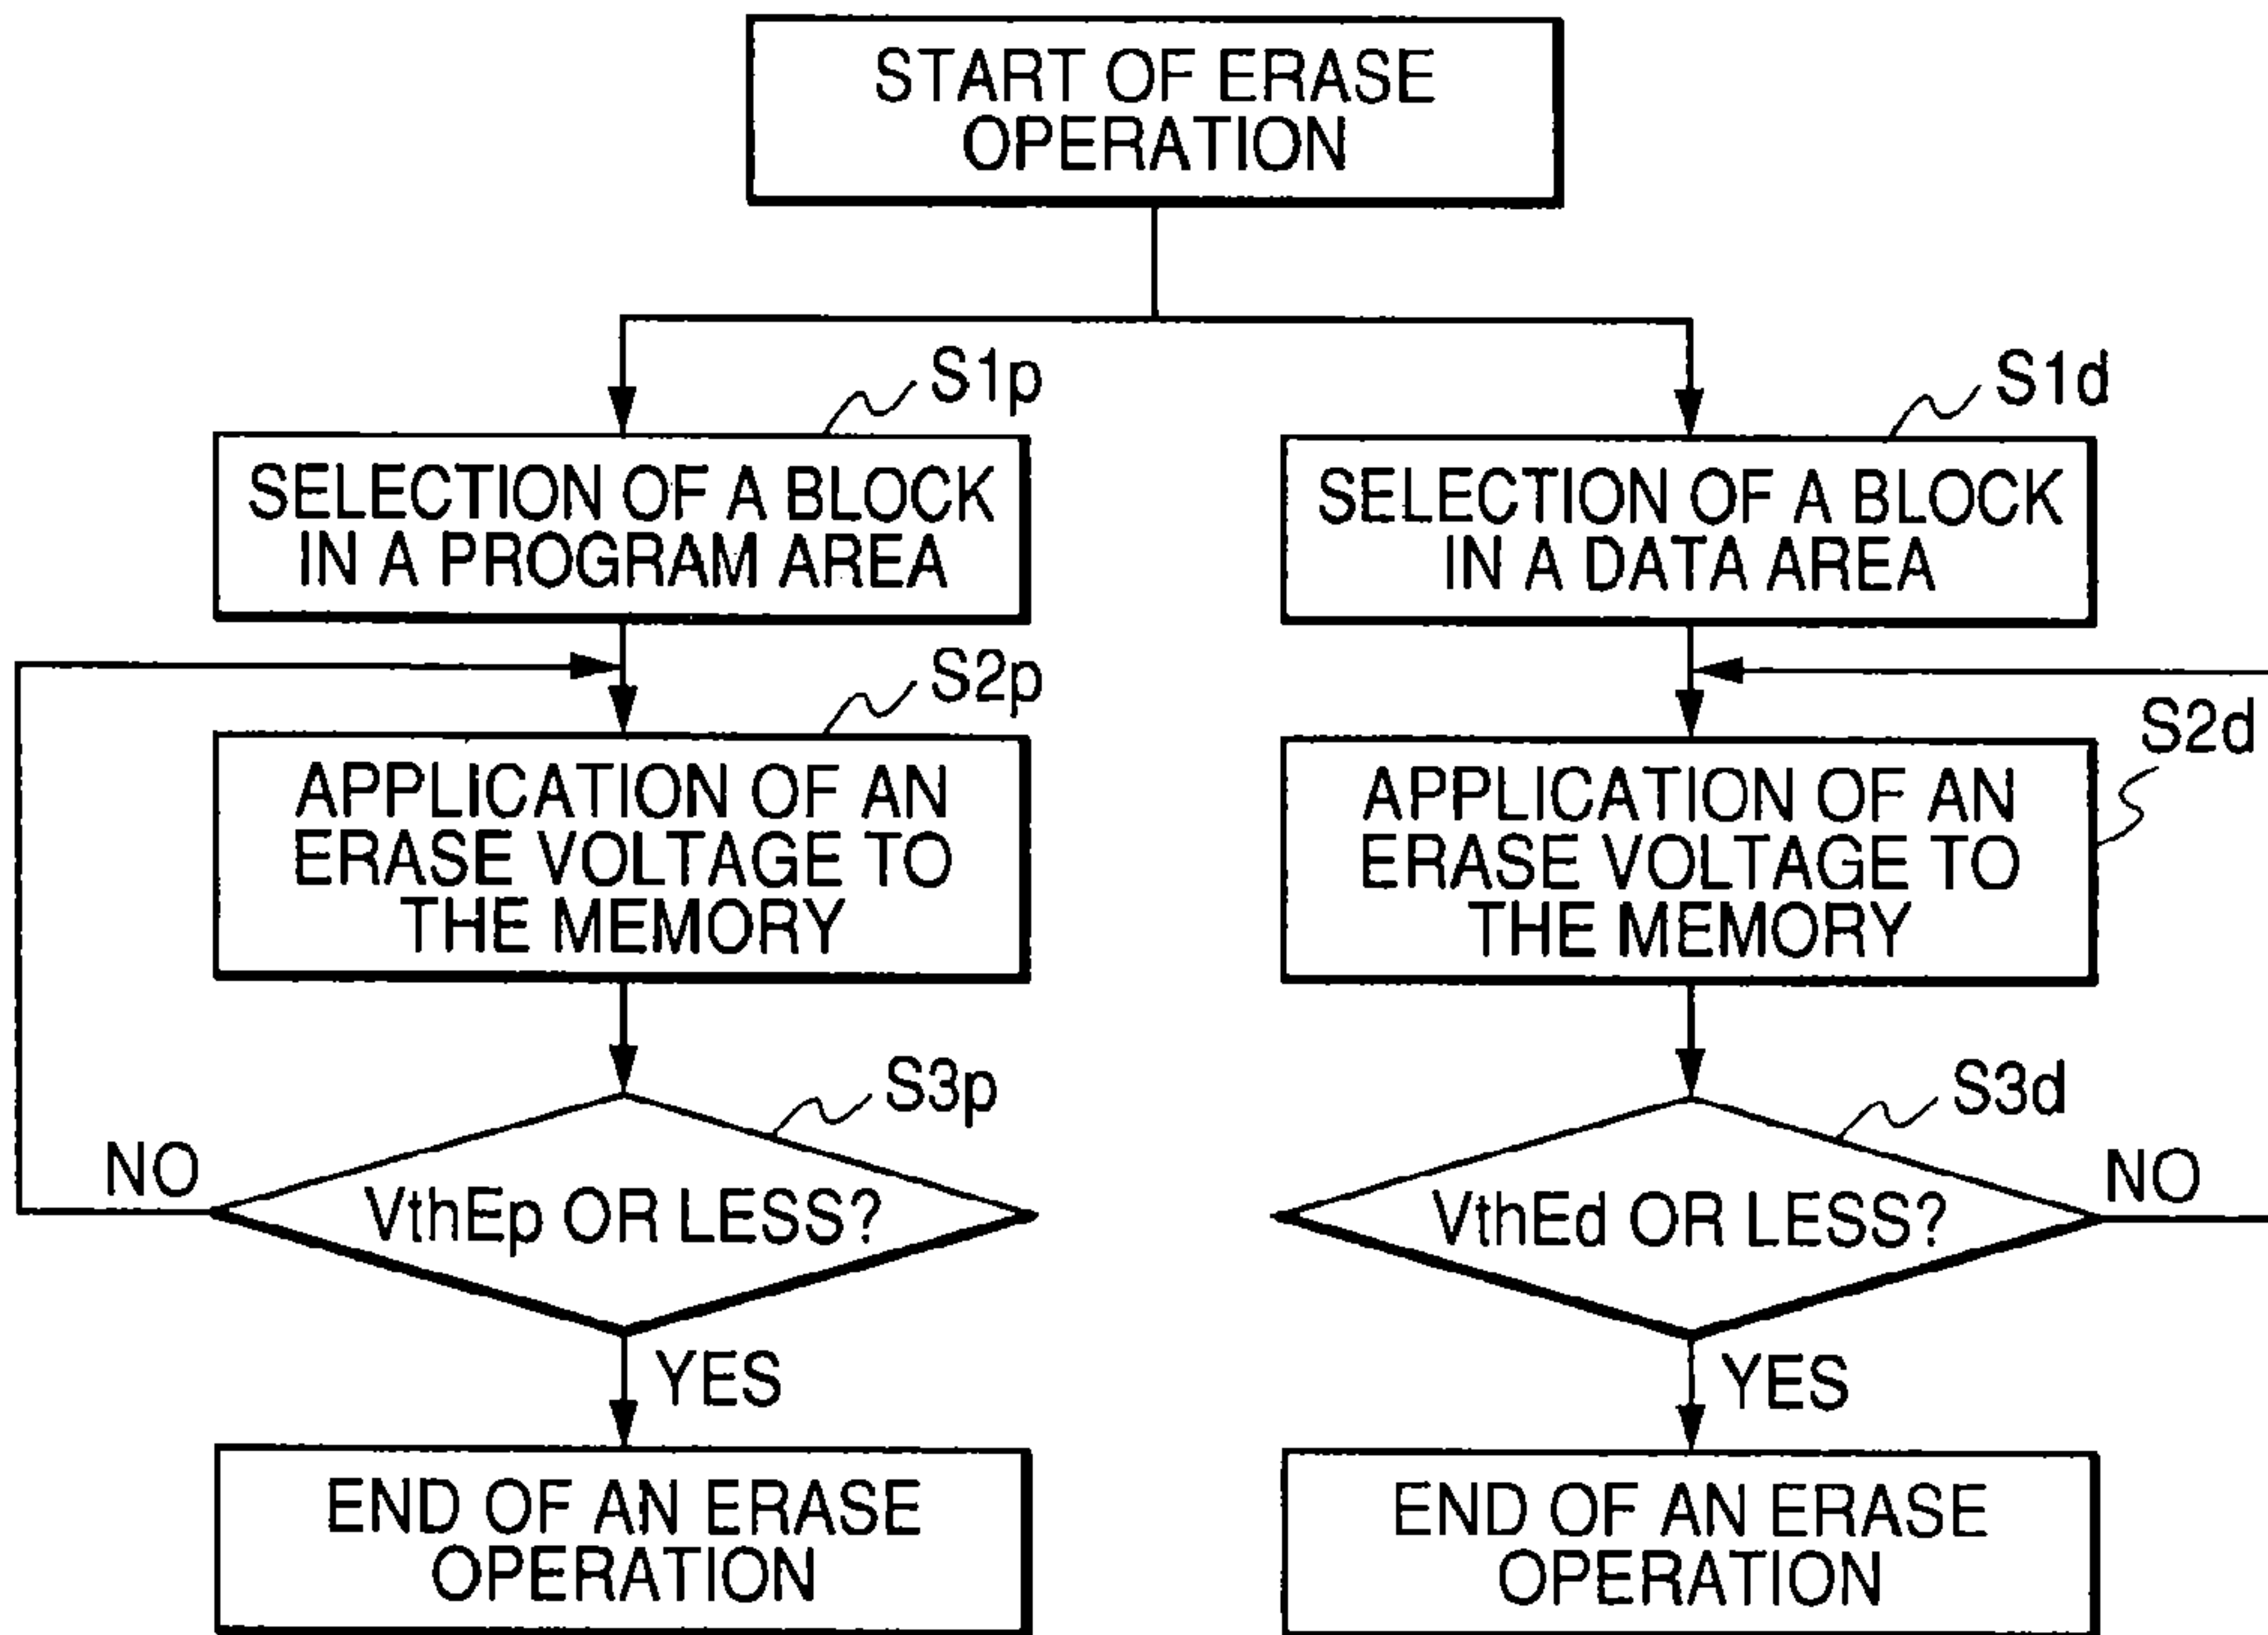 START OF ERASE
OPERATION
S1p
SELECTION OF A BLOCK
IN A PROGRAM AREA
S2p
APPLICATION OF AN
ERASE VOLTAGE TO
THE MEMORY
S3p
NO
VthEp OR LESS?
YES
END OF AN ERASE
OPERATION
S1d
SELECTION OF A BLOCK
IN A DATA AREA
S2d
APPLICATION OF AN
ERASE VOLTAGE TO
THE MEMORY
S3d
NO
VthEd OR LESS?
YES
END OF AN ERASE
OPERATION